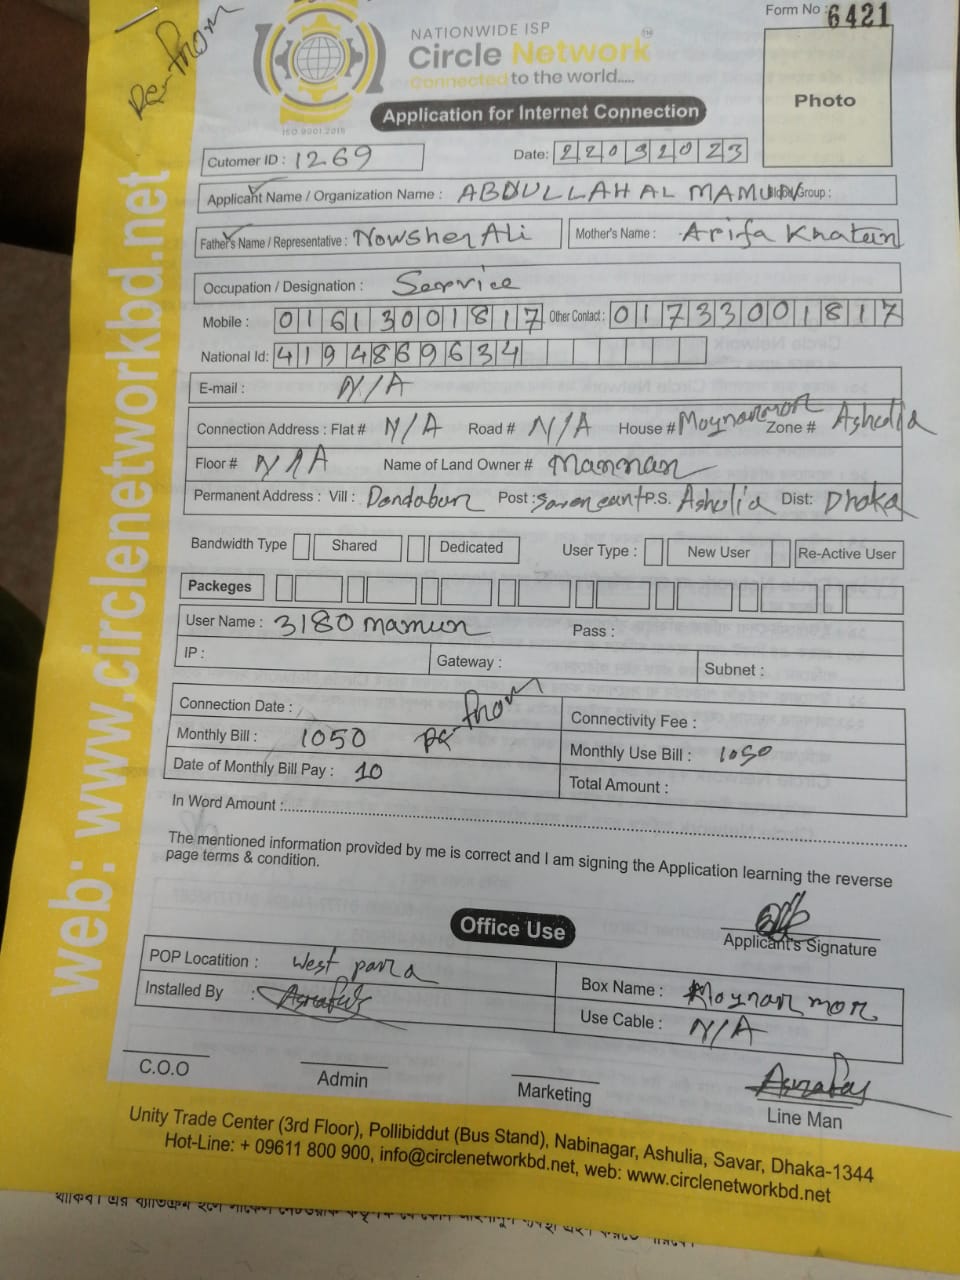 Form No : 6421
NATIONWIDE ISP
Circle Network
Connected to the world.....
ISO 9001:2015
Application for Internet Connection
Photo
Cutomer ID : 1269
Date: 22032023
Applicant Name / Organization Name : ABDULLAH AL MAMUN Group :
Father's Name / Representative : Nowsher Ali Mother's Name : Arifa Khatun
Occupation / Designation : Service
Mobile : 01613001817 Other Contact : 01733001817
National Id: 4194869634
E-mail : N/A
Connection Address : Flat # N/A Road # N/A House # Moynarmor Zone # Ashulia
Floor # N/A Name of Land Owner # Mannan
Permanent Address : Vill : Dendabur Post : P.S. Ashulia Dist: Dhaka
Bandwidth Type Shared Dedicated User Type : New User Re-Active User
Packeges
User Name : 3180mamun Pass :
IP : Gateway : Subnet :
Connection Date : Connectivity Fee :
Monthly Bill : 1050 Monthly Use Bill : 1050
Date of Monthly Bill Pay : 10 Total Amount :
In Word Amount :
The mentioned information provided by me is correct and I am signing the Application learning the reverse
page terms & condition.
Applicant's Signature
Office Use
POP Locatition : West para Box Name : Moynar mor
Installed By : Use Cable : N/A
C.O.O Admin Marketing Line Man
Unity Trade Center (3rd Floor), Pollibiddut (Bus Stand), Nabinagar, Ashulia, Savar, Dhaka-1344
Hot-Line: + 09611 800 900, info@circlenetworkbd.net, web: www.circlenetworkbd.net
web: www.circlenetworkbd.net